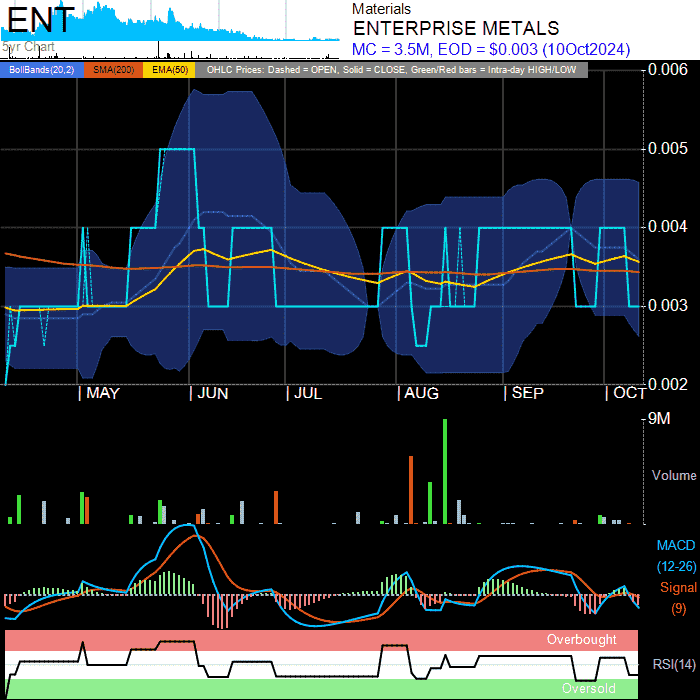 ENT
5yr Chart
Materials
ENTERPRISE METALS
MC = 3.5M, EOD = $0.003 (10Oct2024)
BollBands(20,2) SMA(200) EMA(50) OHLC Prices: Dashed = OPEN, Solid = CLOSE, Green/Red bars = Intra-day HIGH/LOW
0.006
0.005
0.004
0.003
0.002
| MAY | JUN | JUL | AUG | SEP | OCT
9M
Volume
MACD
(12-26)
Signal
(9)
Overbought
RSI(14)
Oversold